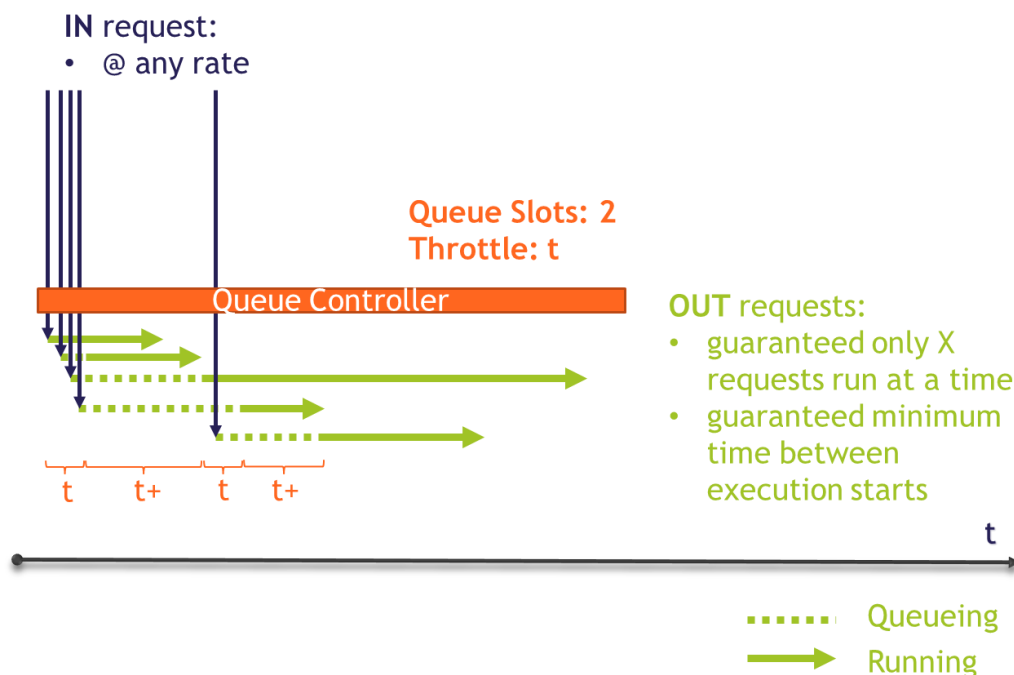 IN request:
• @ any rate
Queue Slots: 2
Throttle: t
Queue Controller
OUT requests:
• guaranteed only X
requests run at a time
• guaranteed minimum
time between
execution starts
t t+ t t+
t
Queueing
Running